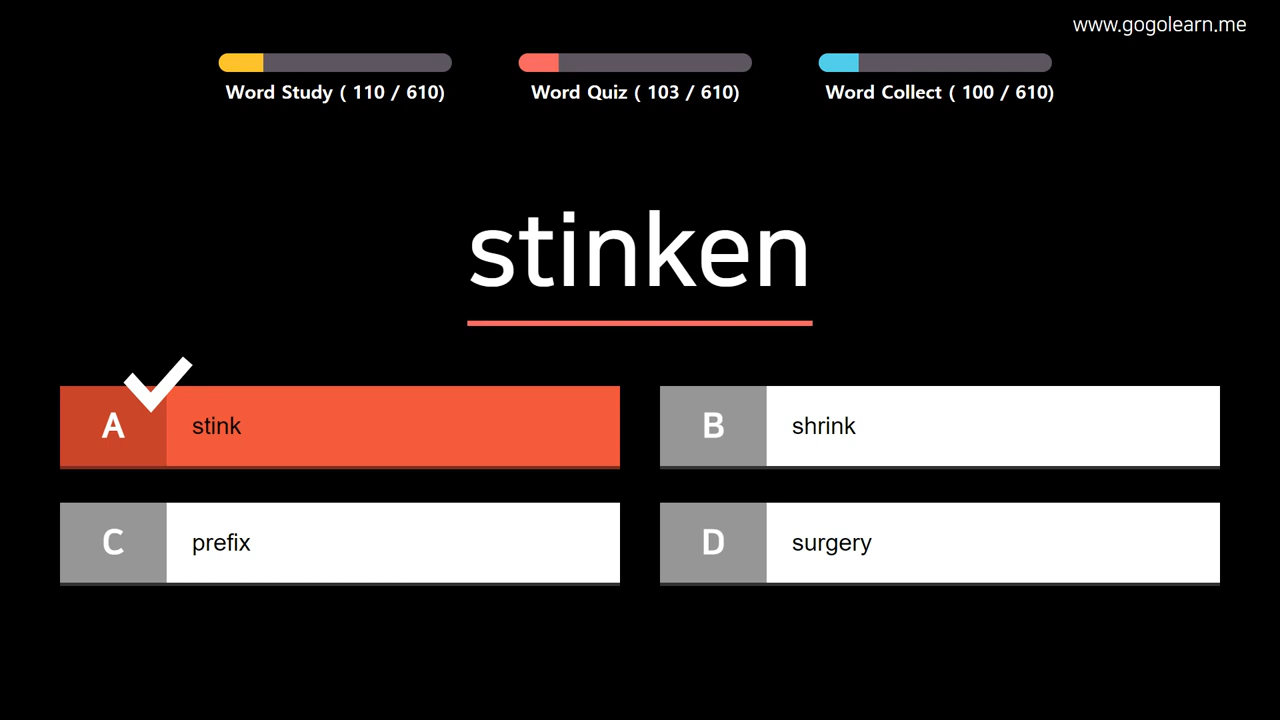 www.gogolearn.me
Word Study ( 110 / 610)
Word Quiz ( 103 / 610)
Word Collect ( 100 / 610)
stinken
A stink
B shrink
C prefix
D surgery